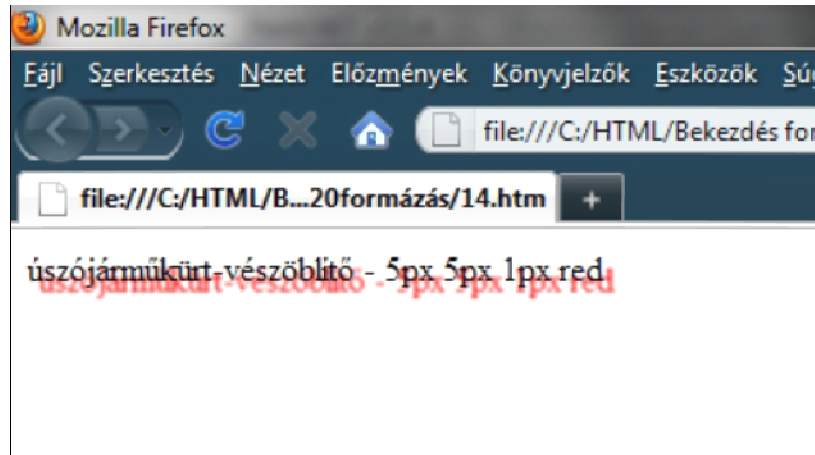 Mozilla Firefox
Fájl Szerkesztés Nézet Előzmények Könyvjelzők Eszközök Súg
file:///C:/HTML/Bekezdés for
file:///C:/HTML/B...20formázás/14.htm +
úszójárműkürt-vészöblítő - 5px 5px 1px red